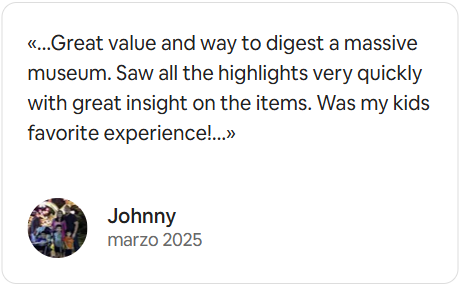 «...Great value and way to digest a massive
museum. Saw all the highlights very quickly
with great insight on the items. Was my kids
favorite experience!...»
Johnny
marzo 2025